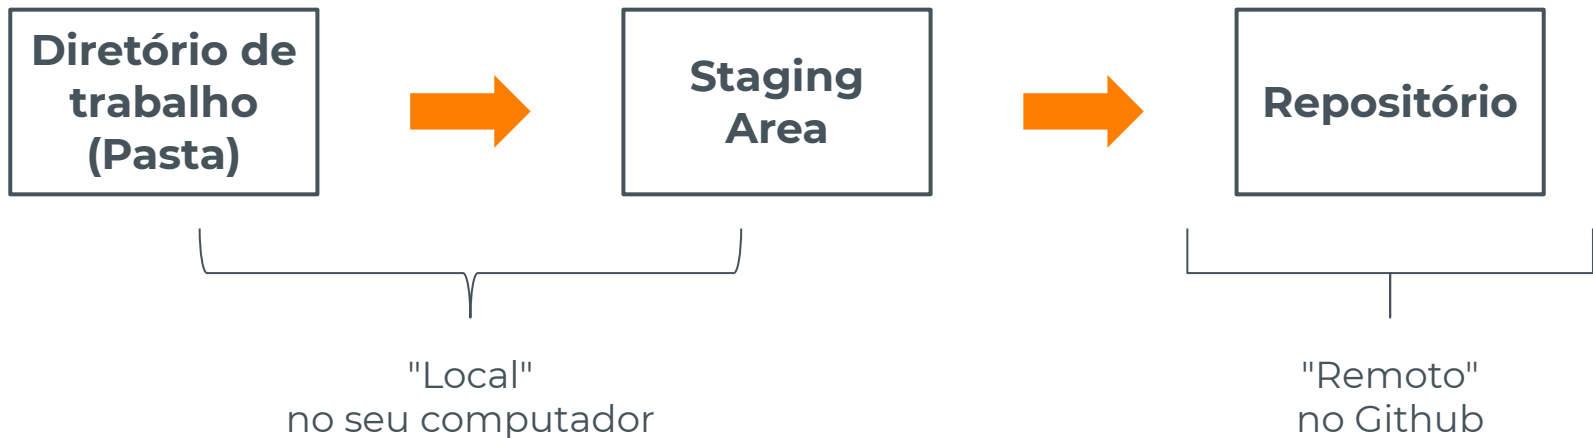 Diretório de
trabalho
(Pasta)
Staging
Area
Repositório
"Local"
no seu computador
"Remoto"
no Github